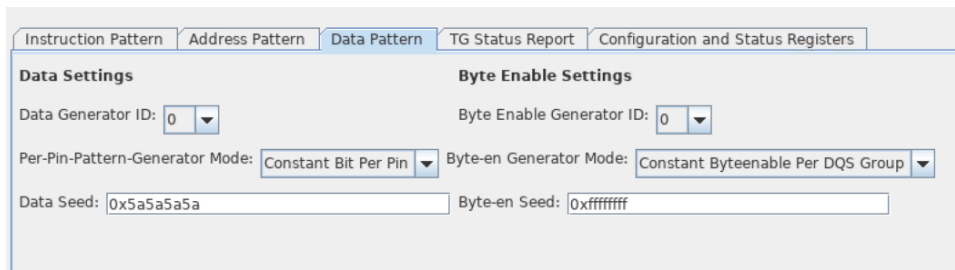 Instruction Pattern Address Pattern Data Pattern TG Status Report Configuration and Status Registers
Data Settings Byte Enable Settings
Data Generator ID: 0 Byte Enable Generator ID: 0
Per-Pin-Pattern-Generator Mode: Constant Bit Per Pin Byte-en Generator Mode: Constant Byteenable Per DQS Group
Data Seed: 0x5a5a5a5a Byte-en Seed: 0xffffffff